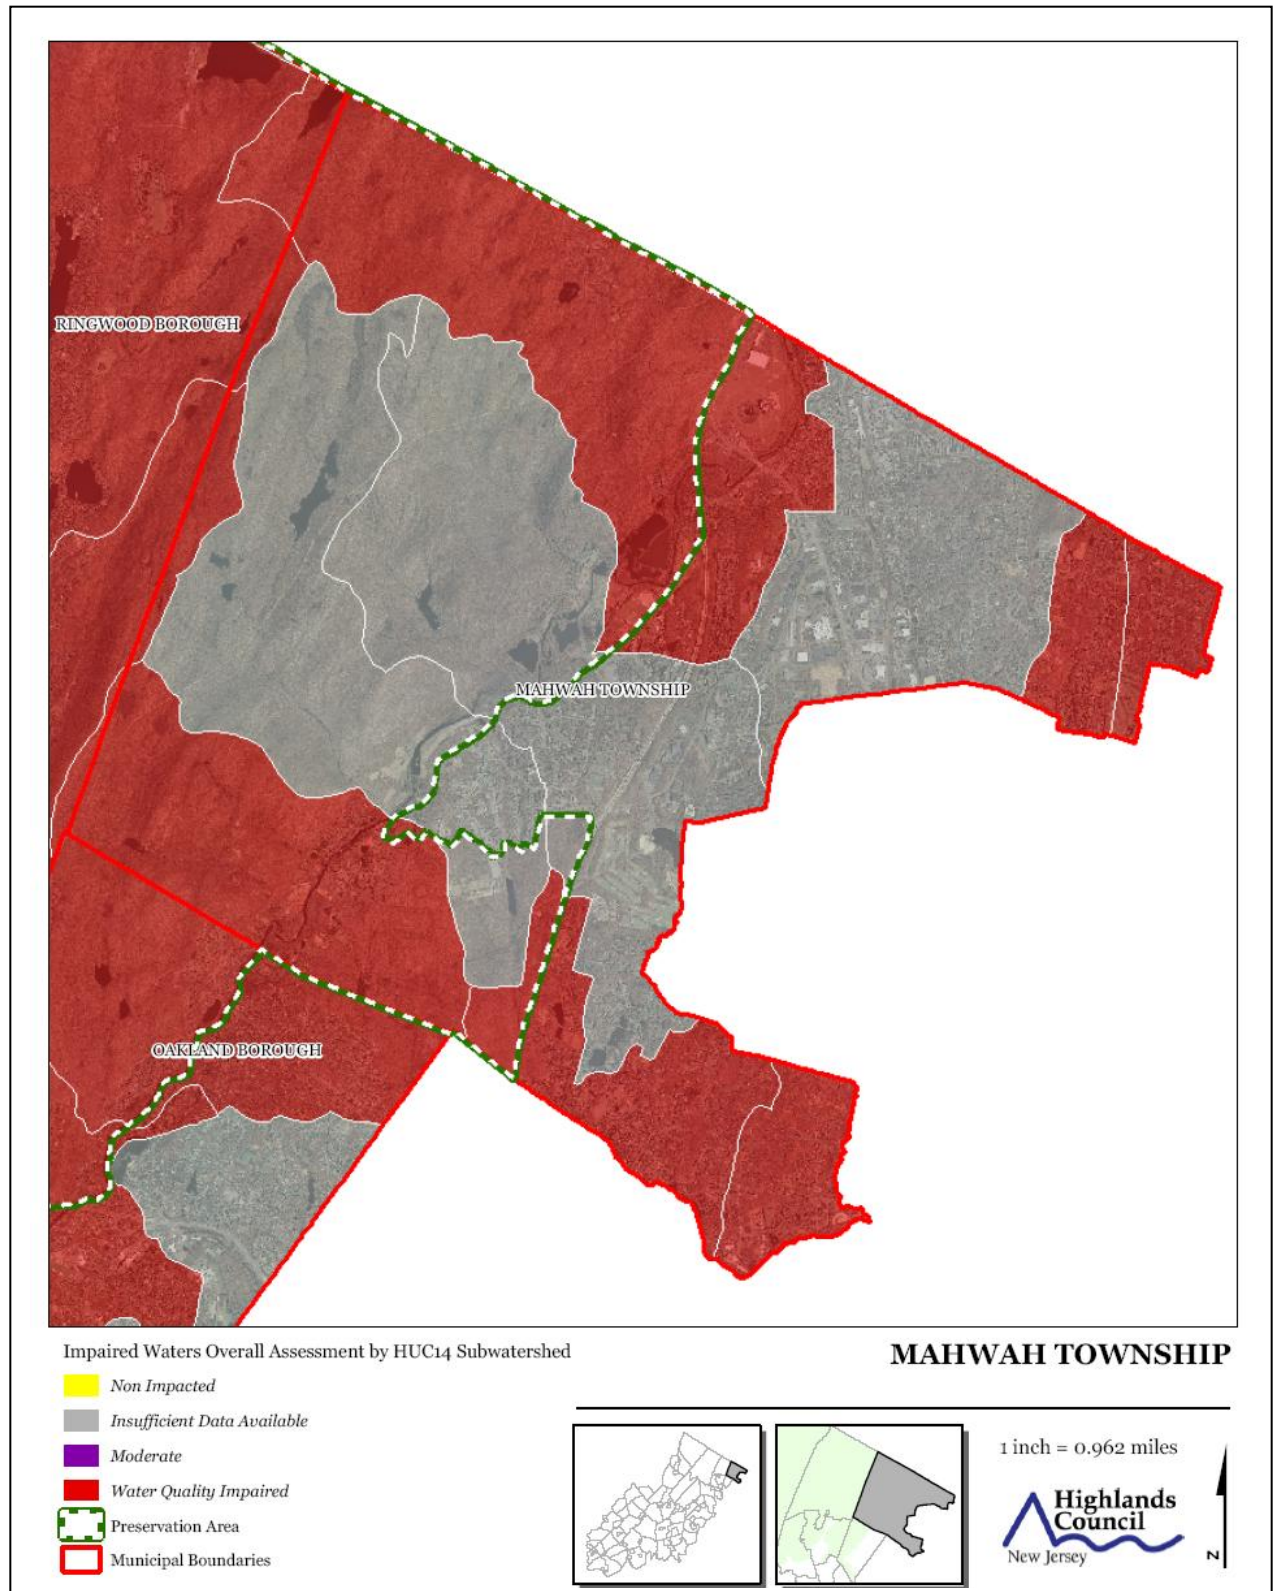 RINGWOOD BOROUGH
MAHWAH TOWNSHIP
OAKLAND BOROUGH
Impaired Waters Overall Assessment by HUC14 Subwatershed
Non Impacted
Insufficient Data Available
Moderate
Water Quality Impaired
Preservation Area
Municipal Boundaries
MAHWAH TOWNSHIP
1 inch = 0.962 miles
Highlands
Council
New Jersey
N